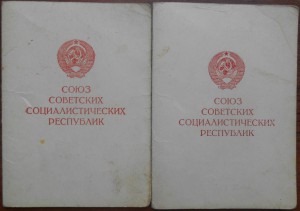 СОЮЗ
СОВЕТСКИХ
СОЦИАЛИСТИЧЕСКИХ
РЕСПУБЛИК
СОЮЗ
СОВЕТСКИХ
СОЦИАЛИСТИЧЕСКИХ
РЕСПУБЛИК